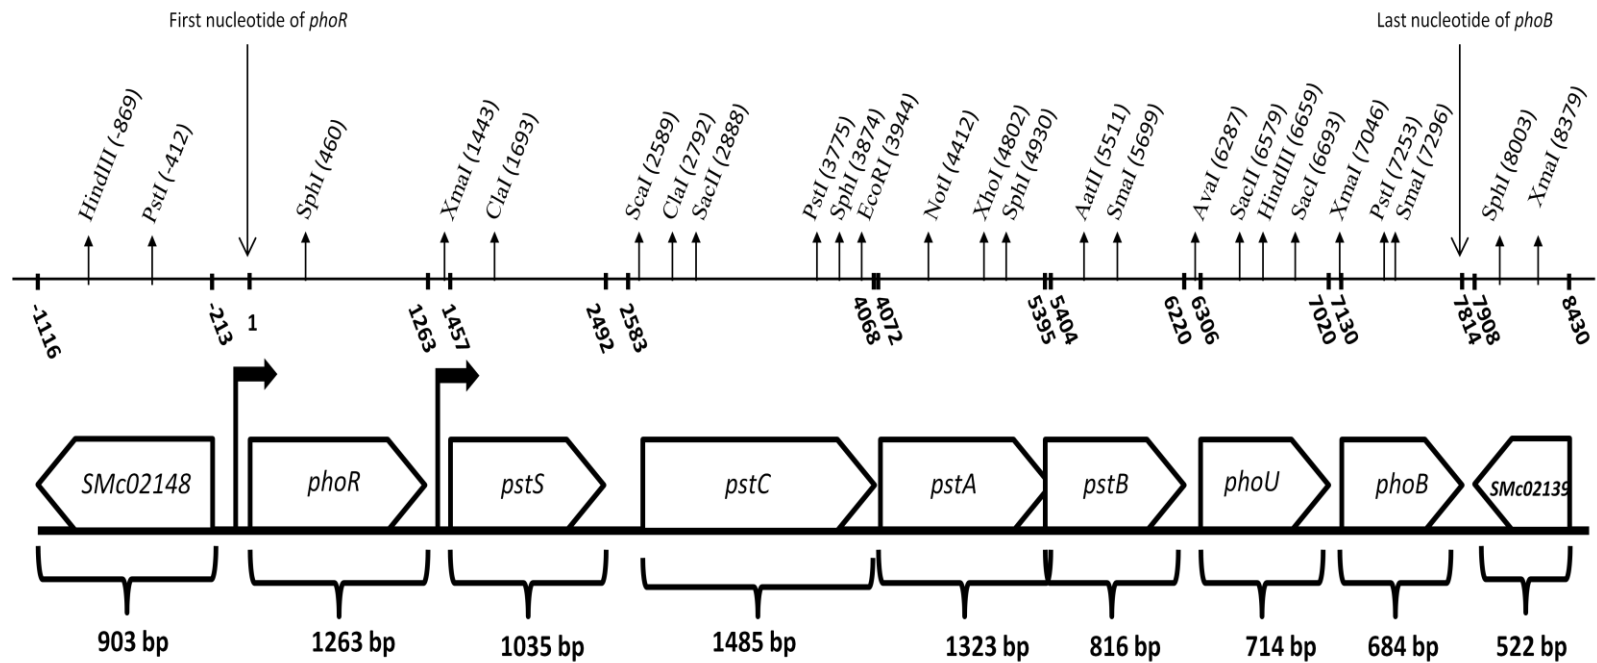 First nucleotide of phoR
Last nucleotide of phoB
HindIII (-869)
PstI (-412)
SphI (460)
XmaI (1443)
ClaI (1693)
ScaI (2589)
ClaI (2792)
SacII (2888)
PstI (3775)
SphI (3874)
EcoRI (3944)
NotI (4412)
XhoI (4802)
SphI (4930)
AatII (5511)
SmaI (5699)
AvaI (6287)
SacII (6579)
HindIII (6659)
SacI (6693)
XmaI (7046)
PstI (7253)
SmaI (7296)
SphI (8003)
XmaI (8379)
-1116
-213
1
1263
1457
2492
2583
4068
4072
5395
5404
6220
6306
7020
7130
7814
7908
8430
SMc02148
phoR
pstS
pstC
pstA
pstB
phoU
phoB
SMc02139
903 bp
1263 bp
1035 bp
1485 bp
1323 bp
816 bp
714 bp
684 bp
522 bp